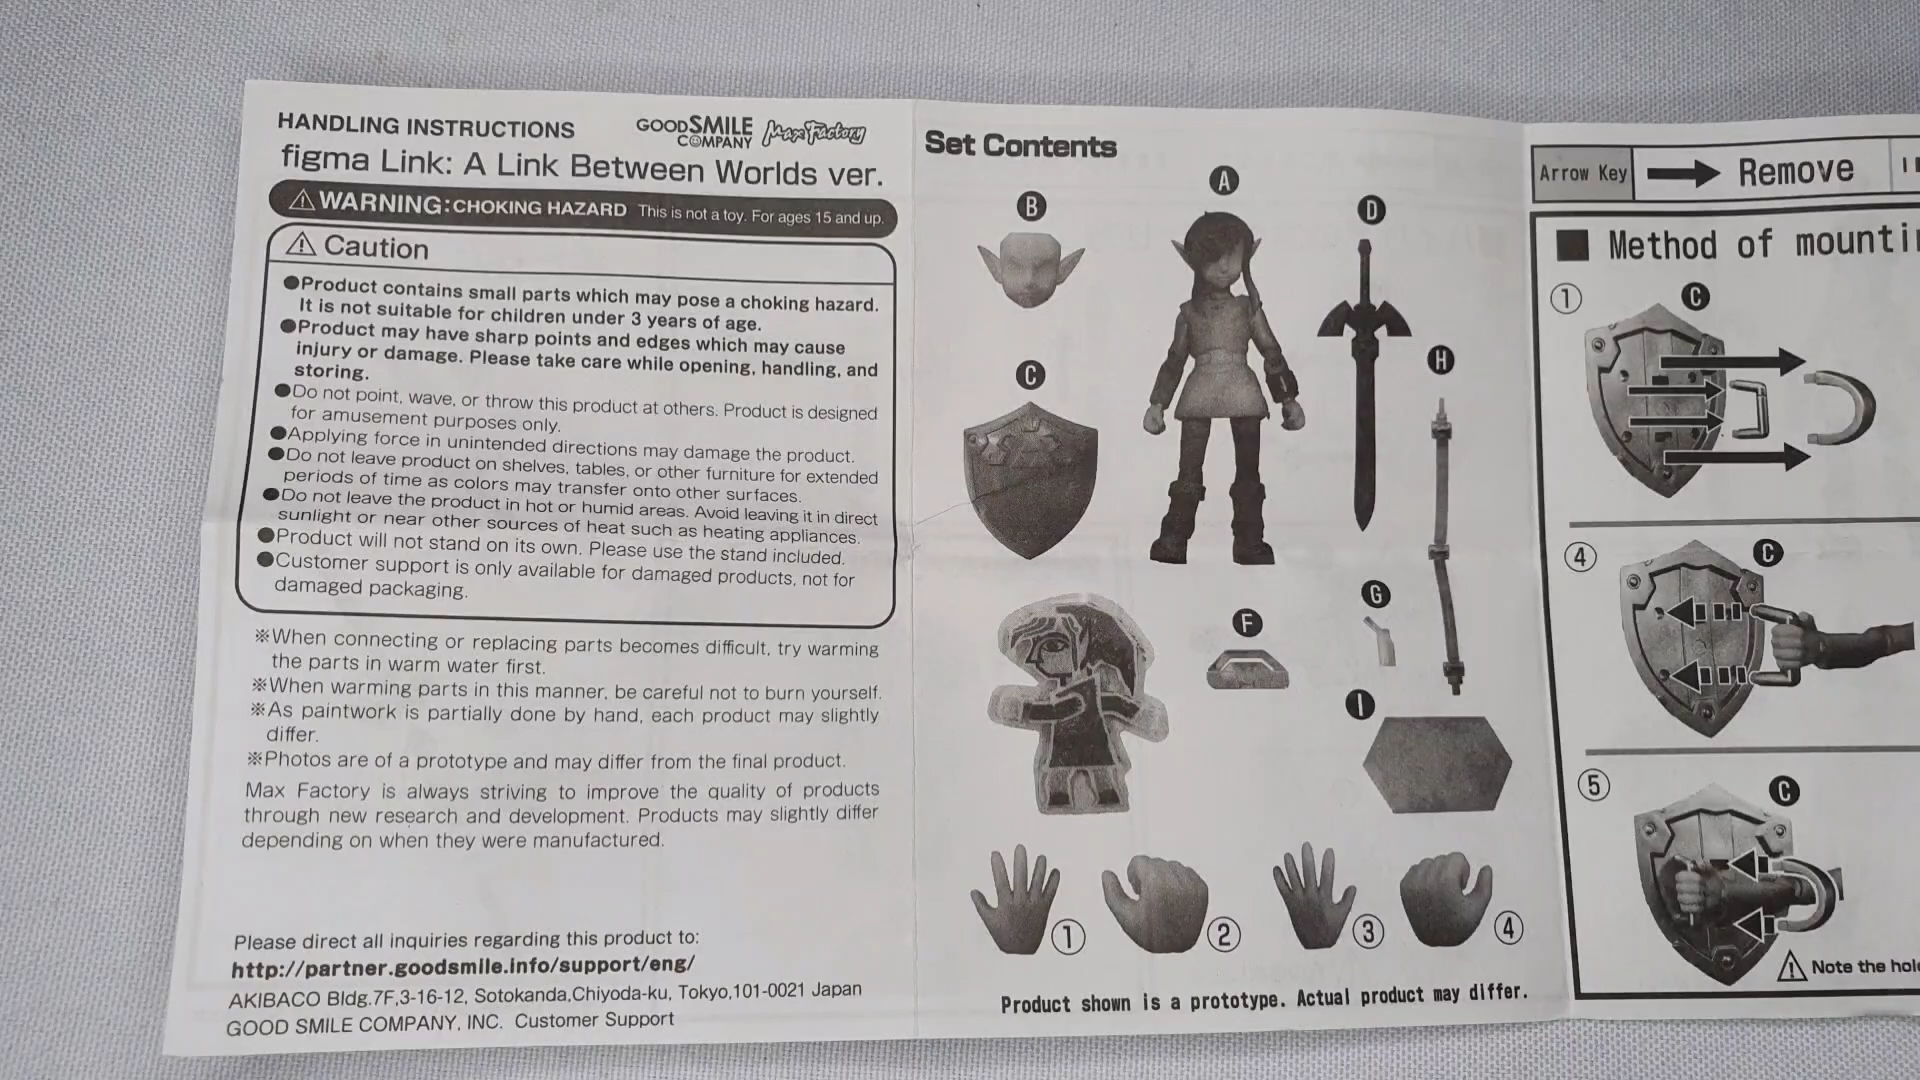 HANDLING INSTRUCTIONS
GOODSMILE
COMPANY
Max Factory
figma Link: A Link Between Worlds ver.
WARNING:CHOKING HAZARD This is not a toy. For ages 15 and up.
Caution
●Product contains small parts which may pose a choking hazard.
It is not suitable for children under 3 years of age.
●Product may have sharp points and edges which may cause
injury or damage. Please take care while opening, handling, and
storing.
●Do not point, wave, or throw this product at others. Product is designed
for amusement purposes only.
●Applying force in unintended directions may damage the product.
●Do not leave product on shelves, tables, or other furniture for extended
periods of time as colors may transfer onto other surfaces.
●Do not leave the product in hot or humid areas. Avoid leaving it in direct
sunlight or near other sources of heat such as heating appliances.
●Product will not stand on its own. Please use the stand included.
●Customer support is only available for damaged products, not for
damaged packaging.
※When connecting or replacing parts becomes difficult, try warming
the parts in warm water first.
※When warming parts in this manner, be careful not to burn yourself.
※As paintwork is partially done by hand, each product may slightly
differ.
※Photos are of a prototype and may differ from the final product.
Max Factory is always striving to improve the quality of products
through new research and development. Products may slightly differ
depending on when they were manufactured.
Please direct all inquiries regarding this product to:
http://partner.goodsmile.info/support/eng/
AKIBACO Bldg.7F,3-16-12, Sotokanda,Chiyoda-ku, Tokyo,101-0021 Japan
GOOD SMILE COMPANY, INC. Customer Support
Set Contents
A
B
D
H
C
G
F
I
① ② ③ ④
Product shown is a prototype. Actual product may differ.
Arrow Key
Remove
■ Method of
① C
④ C
⑤ C
Note the